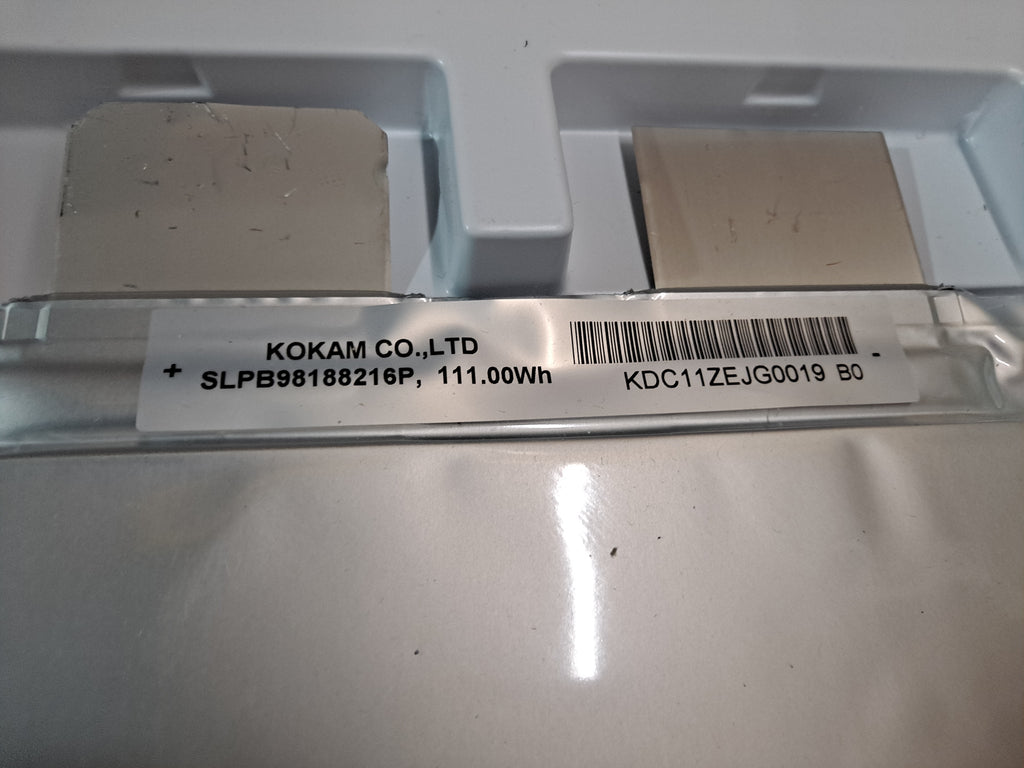 KOKAM CO.,LTD
+ SLPB98188216P, 111.00Wh -
KDC11ZEJG0019 B0